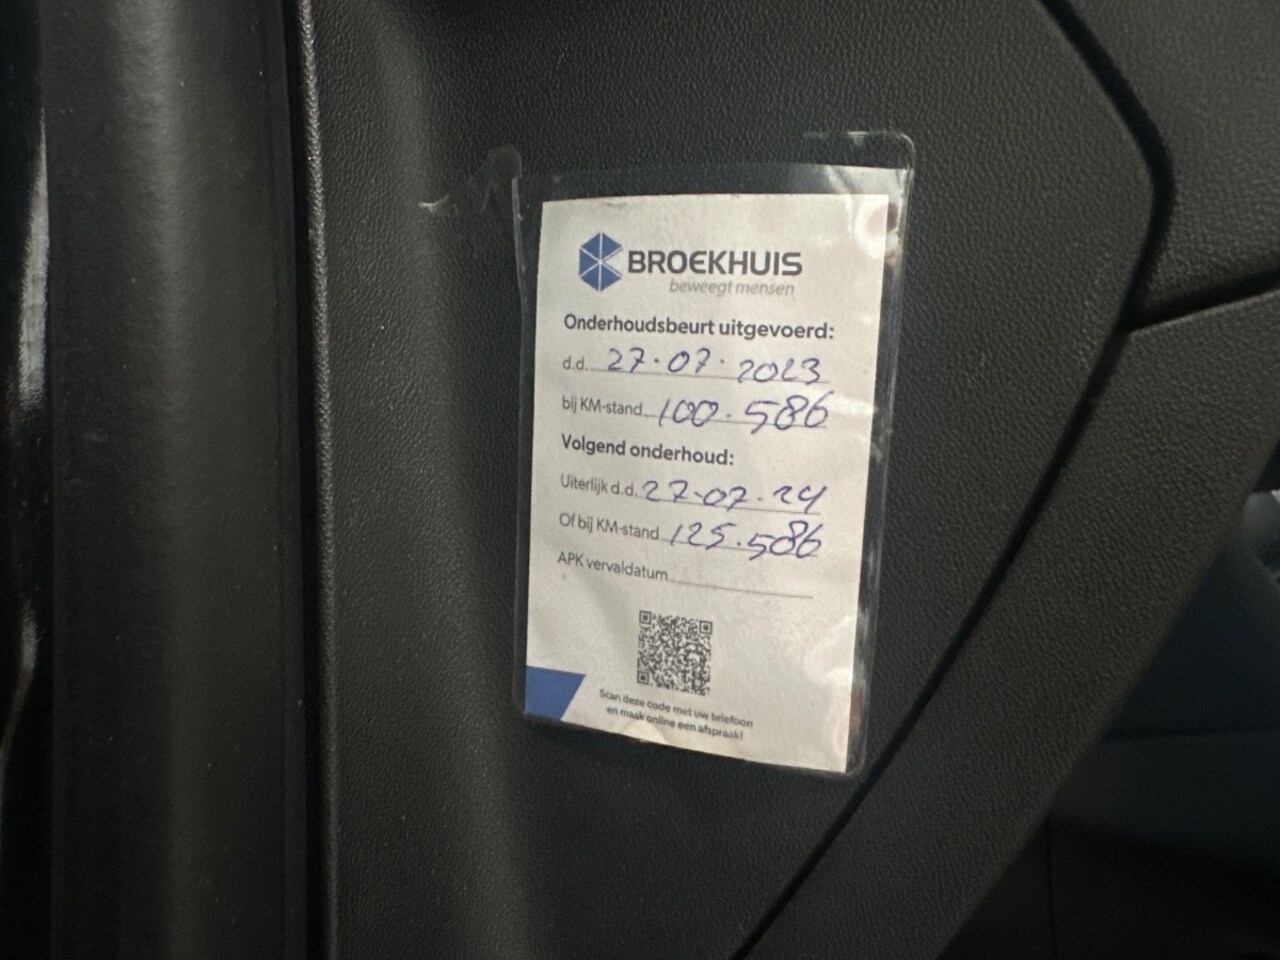 BROEKHUIS
beweegt mensen
Onderhoudsbeurt uitgevoerd:
d.d. 27-07-2023
bij KM-stand 100.586
Volgend onderhoud:
Uiterlijk d.d. 27-07-24
Of bij KM-stand 125.586
APK vervaldatum
Scan deze code met uw telefoon
en maak online een afspraak!